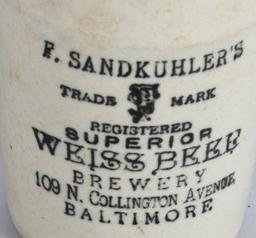 F. SANDKUHLER'S
TRADE MARK
REGISTERED
SUPERIOR
WEISS BEER
BREWERY
109 N. COLLINGTON AVENUE
BALTIMORE